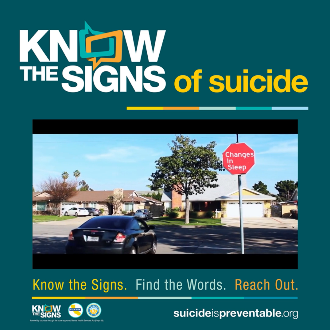 KNOW
THE SIGNS of suicide
Changes
in
Sleep
Know the Signs. Find the Words. Reach Out.
KNOW
THE SIGNS
suicideispreventable.org